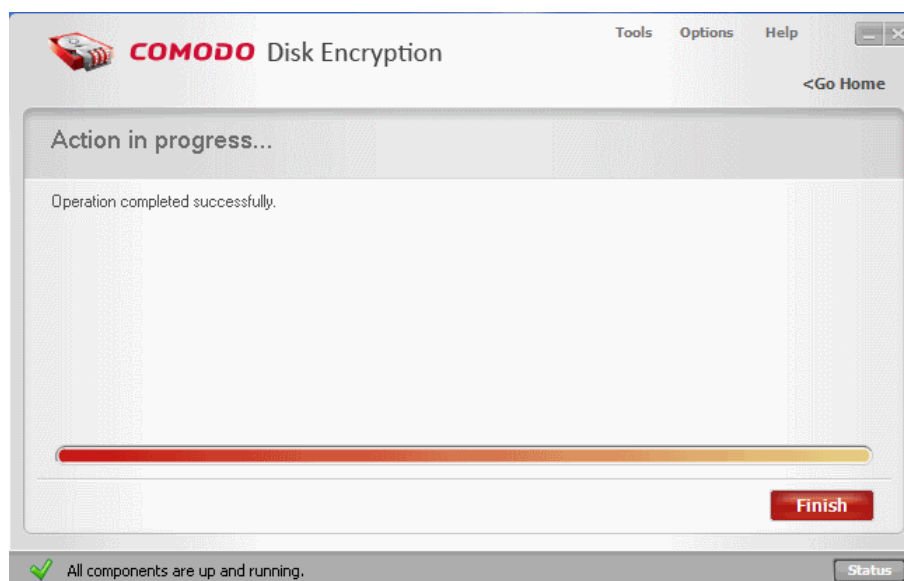 COMODO Disk Encryption
Tools Options Help
<Go Home
Action in progress...
Operation completed successfully.
Finish
All components are up and running.
Status